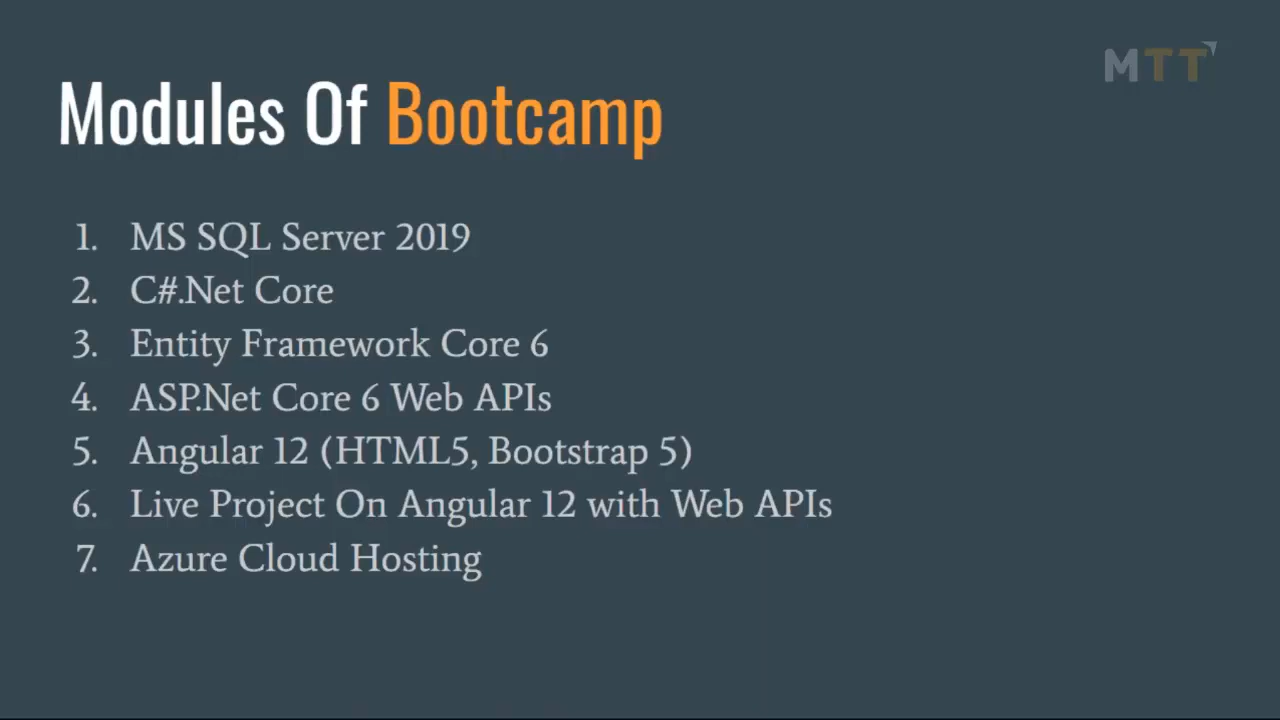 MTT
Modules Of Bootcamp
1. MS SQL Server 2019
2. C#.Net Core
3. Entity Framework Core 6
4. ASP.Net Core 6 Web APIs
5. Angular 12 (HTML5, Bootstrap 5)
6. Live Project On Angular 12 with Web APIs
7. Azure Cloud Hosting